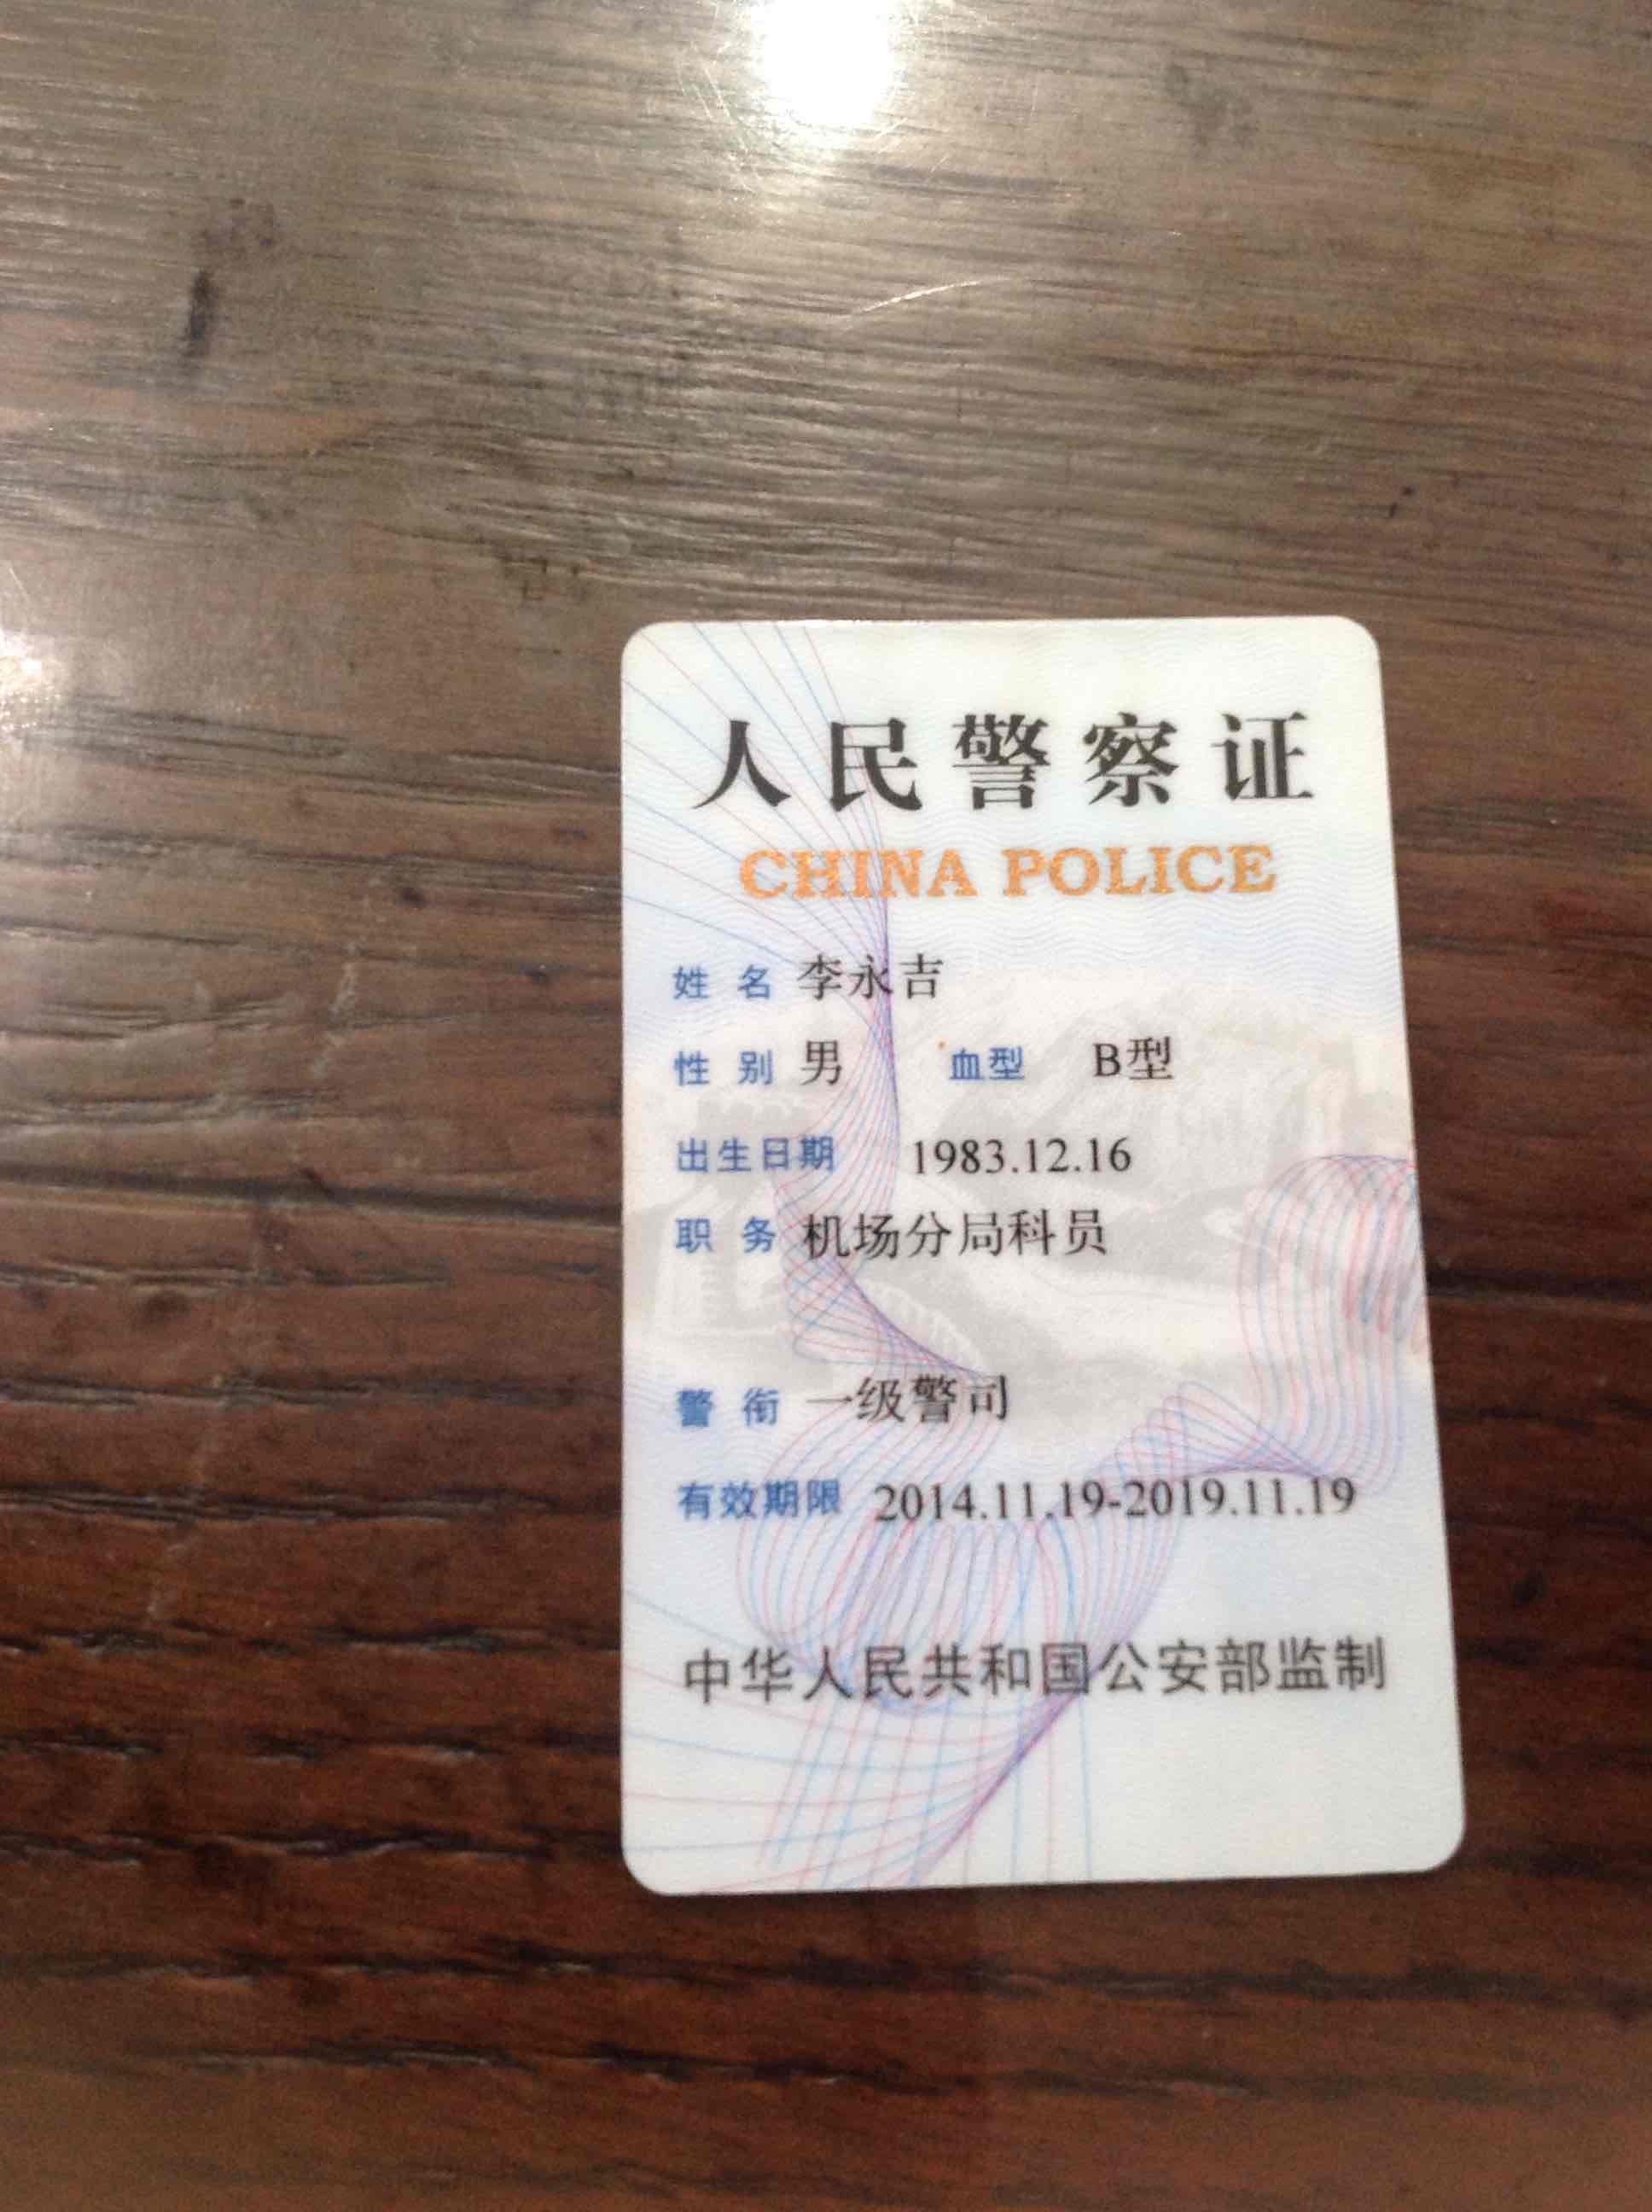 人民警察证
CHINA POLICE
姓 名 李永吉
性 别 男 血型 B型
出生日期 1983.12.16
职 务 机场分局科员
警 衔 一级警司
有效期限 2014.11.19-2019.11.19
中华人民共和国公安部监制